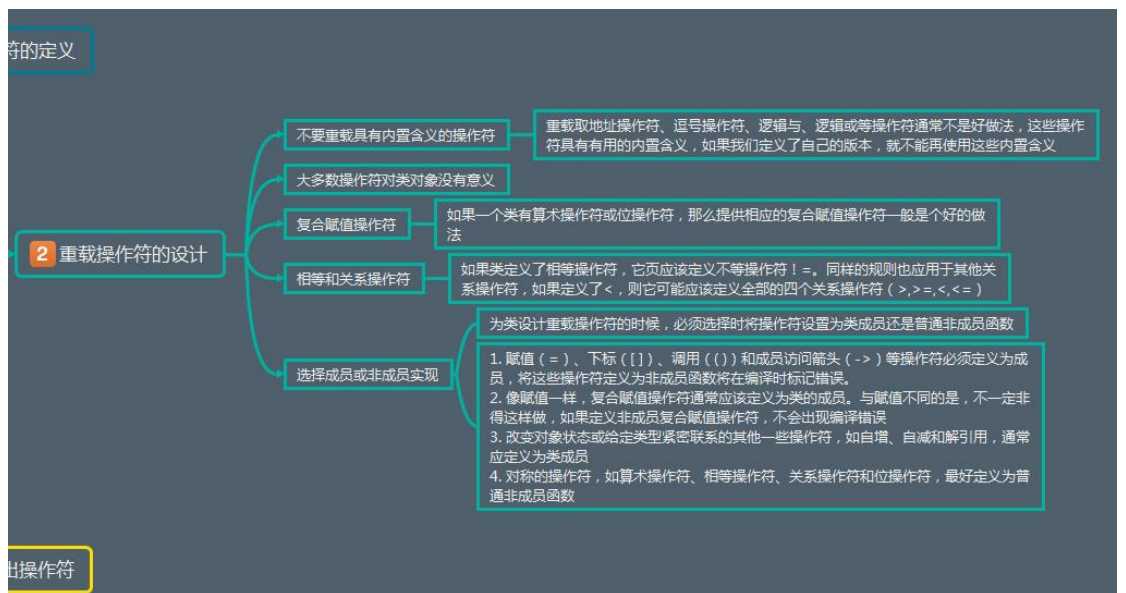 符的定义
不要重载具有内置含义的操作符
重载取地址操作符、逗号操作符、逻辑与、逻辑或等操作符通常不是好做法，这些操作
符具有有用的内置含义，如果我们定义了自己的版本，就不能再使用这些内置含义
大多数操作符对类对象没有意义
复合赋值操作符
如果一个类有算术操作符或位操作符，那么提供相应的复合赋值操作符一般是个好的做
法
2 重载操作符的设计
相等和关系操作符
如果类定义了相等操作，它页应该定义不等操作符！=。同样的规则也应用于其他关
系操作符，如果定义了<，则它可能应该定义全部的四个关系操作符（>,>=,<,<=）
选择成员或非成员实现
为类设计重载操作符的时候，必须选择时将操作符设置为类成员还是普通非成员函数
1. 赋值（=）、下标（[]）、调用（()）和成员访问箭头（->）等操作符必须定义为成
员，将这些操作符定义为非成员函数将在编译时标记错误。
2. 像赋值一样，复合赋值操作符通常应该定义为类的成员。与赋值不同的是，不一定非
得这样做，如果定义非成员复合赋值操作符，不会出现编译错误
3. 改变对象状态或给定类型紧密联系的其他一些操作符，如自增、自减和解引用，通常
应定义为类成员
4. 对称的操作符，如算术操作符、相等操作符、关系操作符和位操作符，最好定义为普
通非成员函数
出操作符